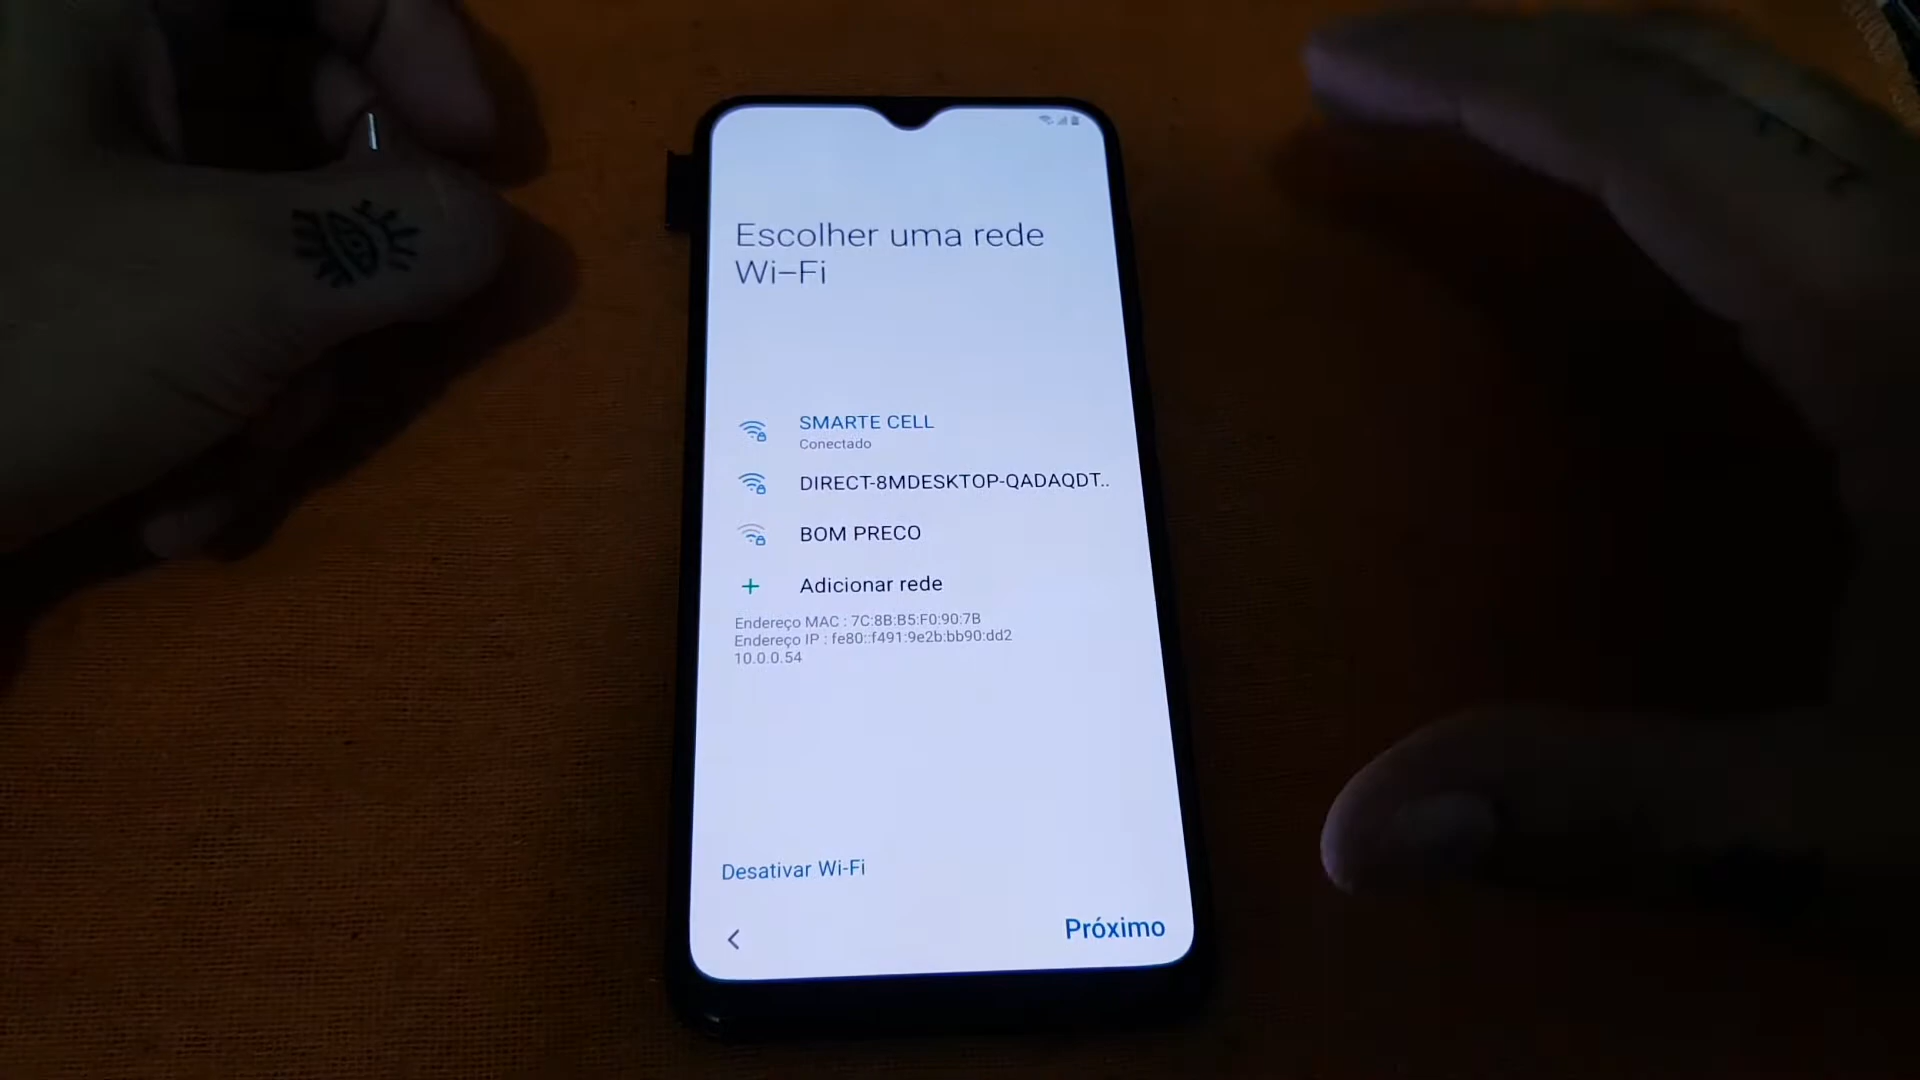 Escolher uma rede
Wi-Fi
SMARTE CELL
Conectado
DIRECT-8MDESKTOP-QADAQDT..
BOM PRECO
+ Adicionar rede
Endereço MAC : 7C:8B:B5:F0:90:7B
Endereço IP : fe80::f491:9e2b:bb90:dd2
10.0.0.54
Desativar Wi-Fi
Próximo